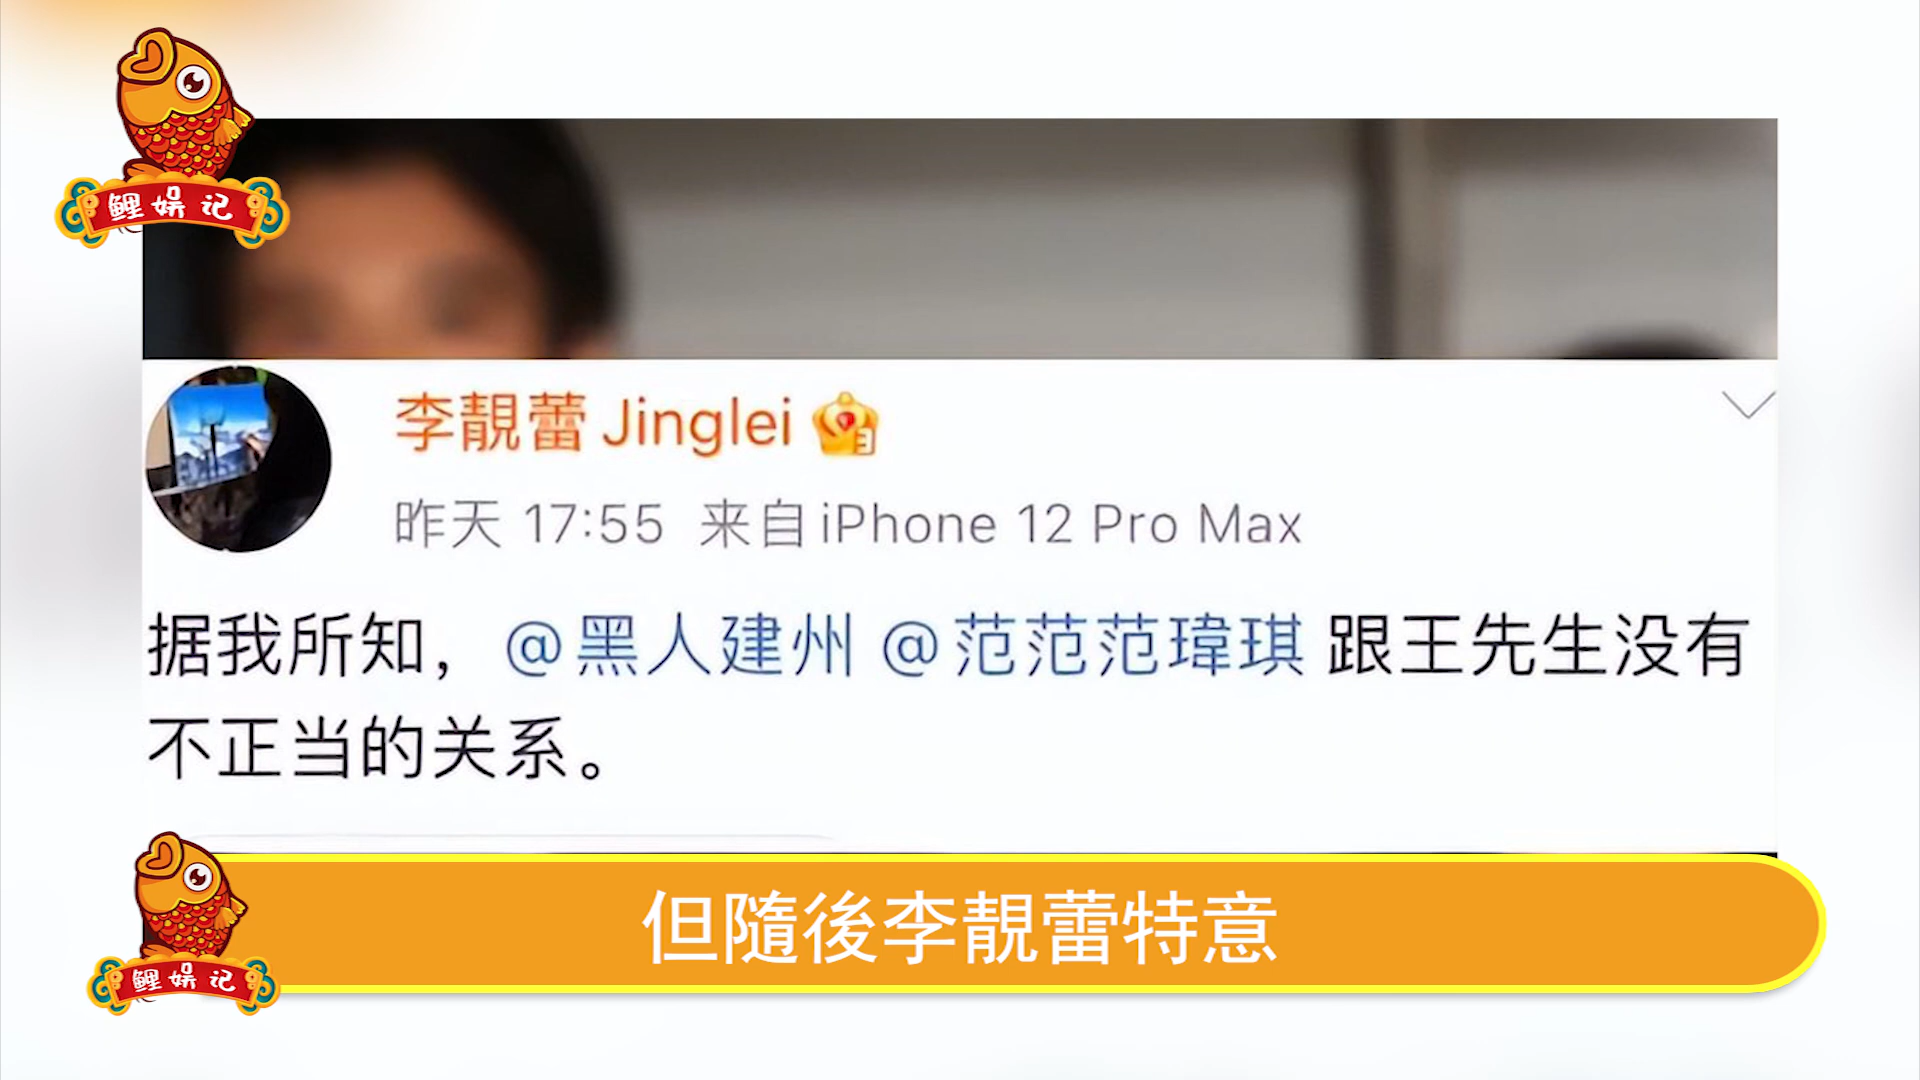 鲤娱记
李靚蕾 Jinglei
昨天 17:55 来自 iPhone 12 Pro Max
据我所知，@黑人建州 @范范范瑋琪 跟王先生没有
不正当的关系。
但隨後李靚蕾特意
鲤娱记